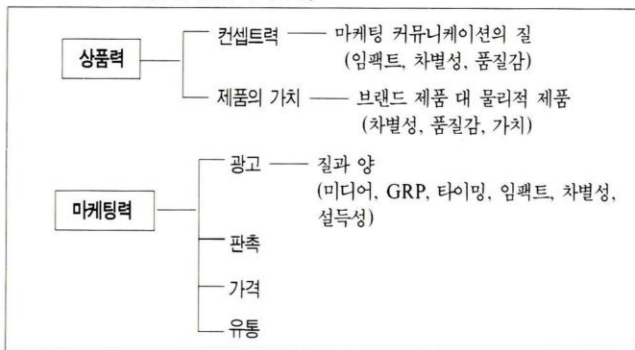 컨셉트력 마케팅 커뮤니케이션의 질
상품력
(임팩트, 차별성, 품질감)
제품의 가치 브랜드 제품 대 물리적 제품
(차별성, 품질감, 가치)
광고 질과 양
(미디어, GRP, 타이밍, 임팩트, 차별성,
마케팅력
설득성)
판촉
가격
유통